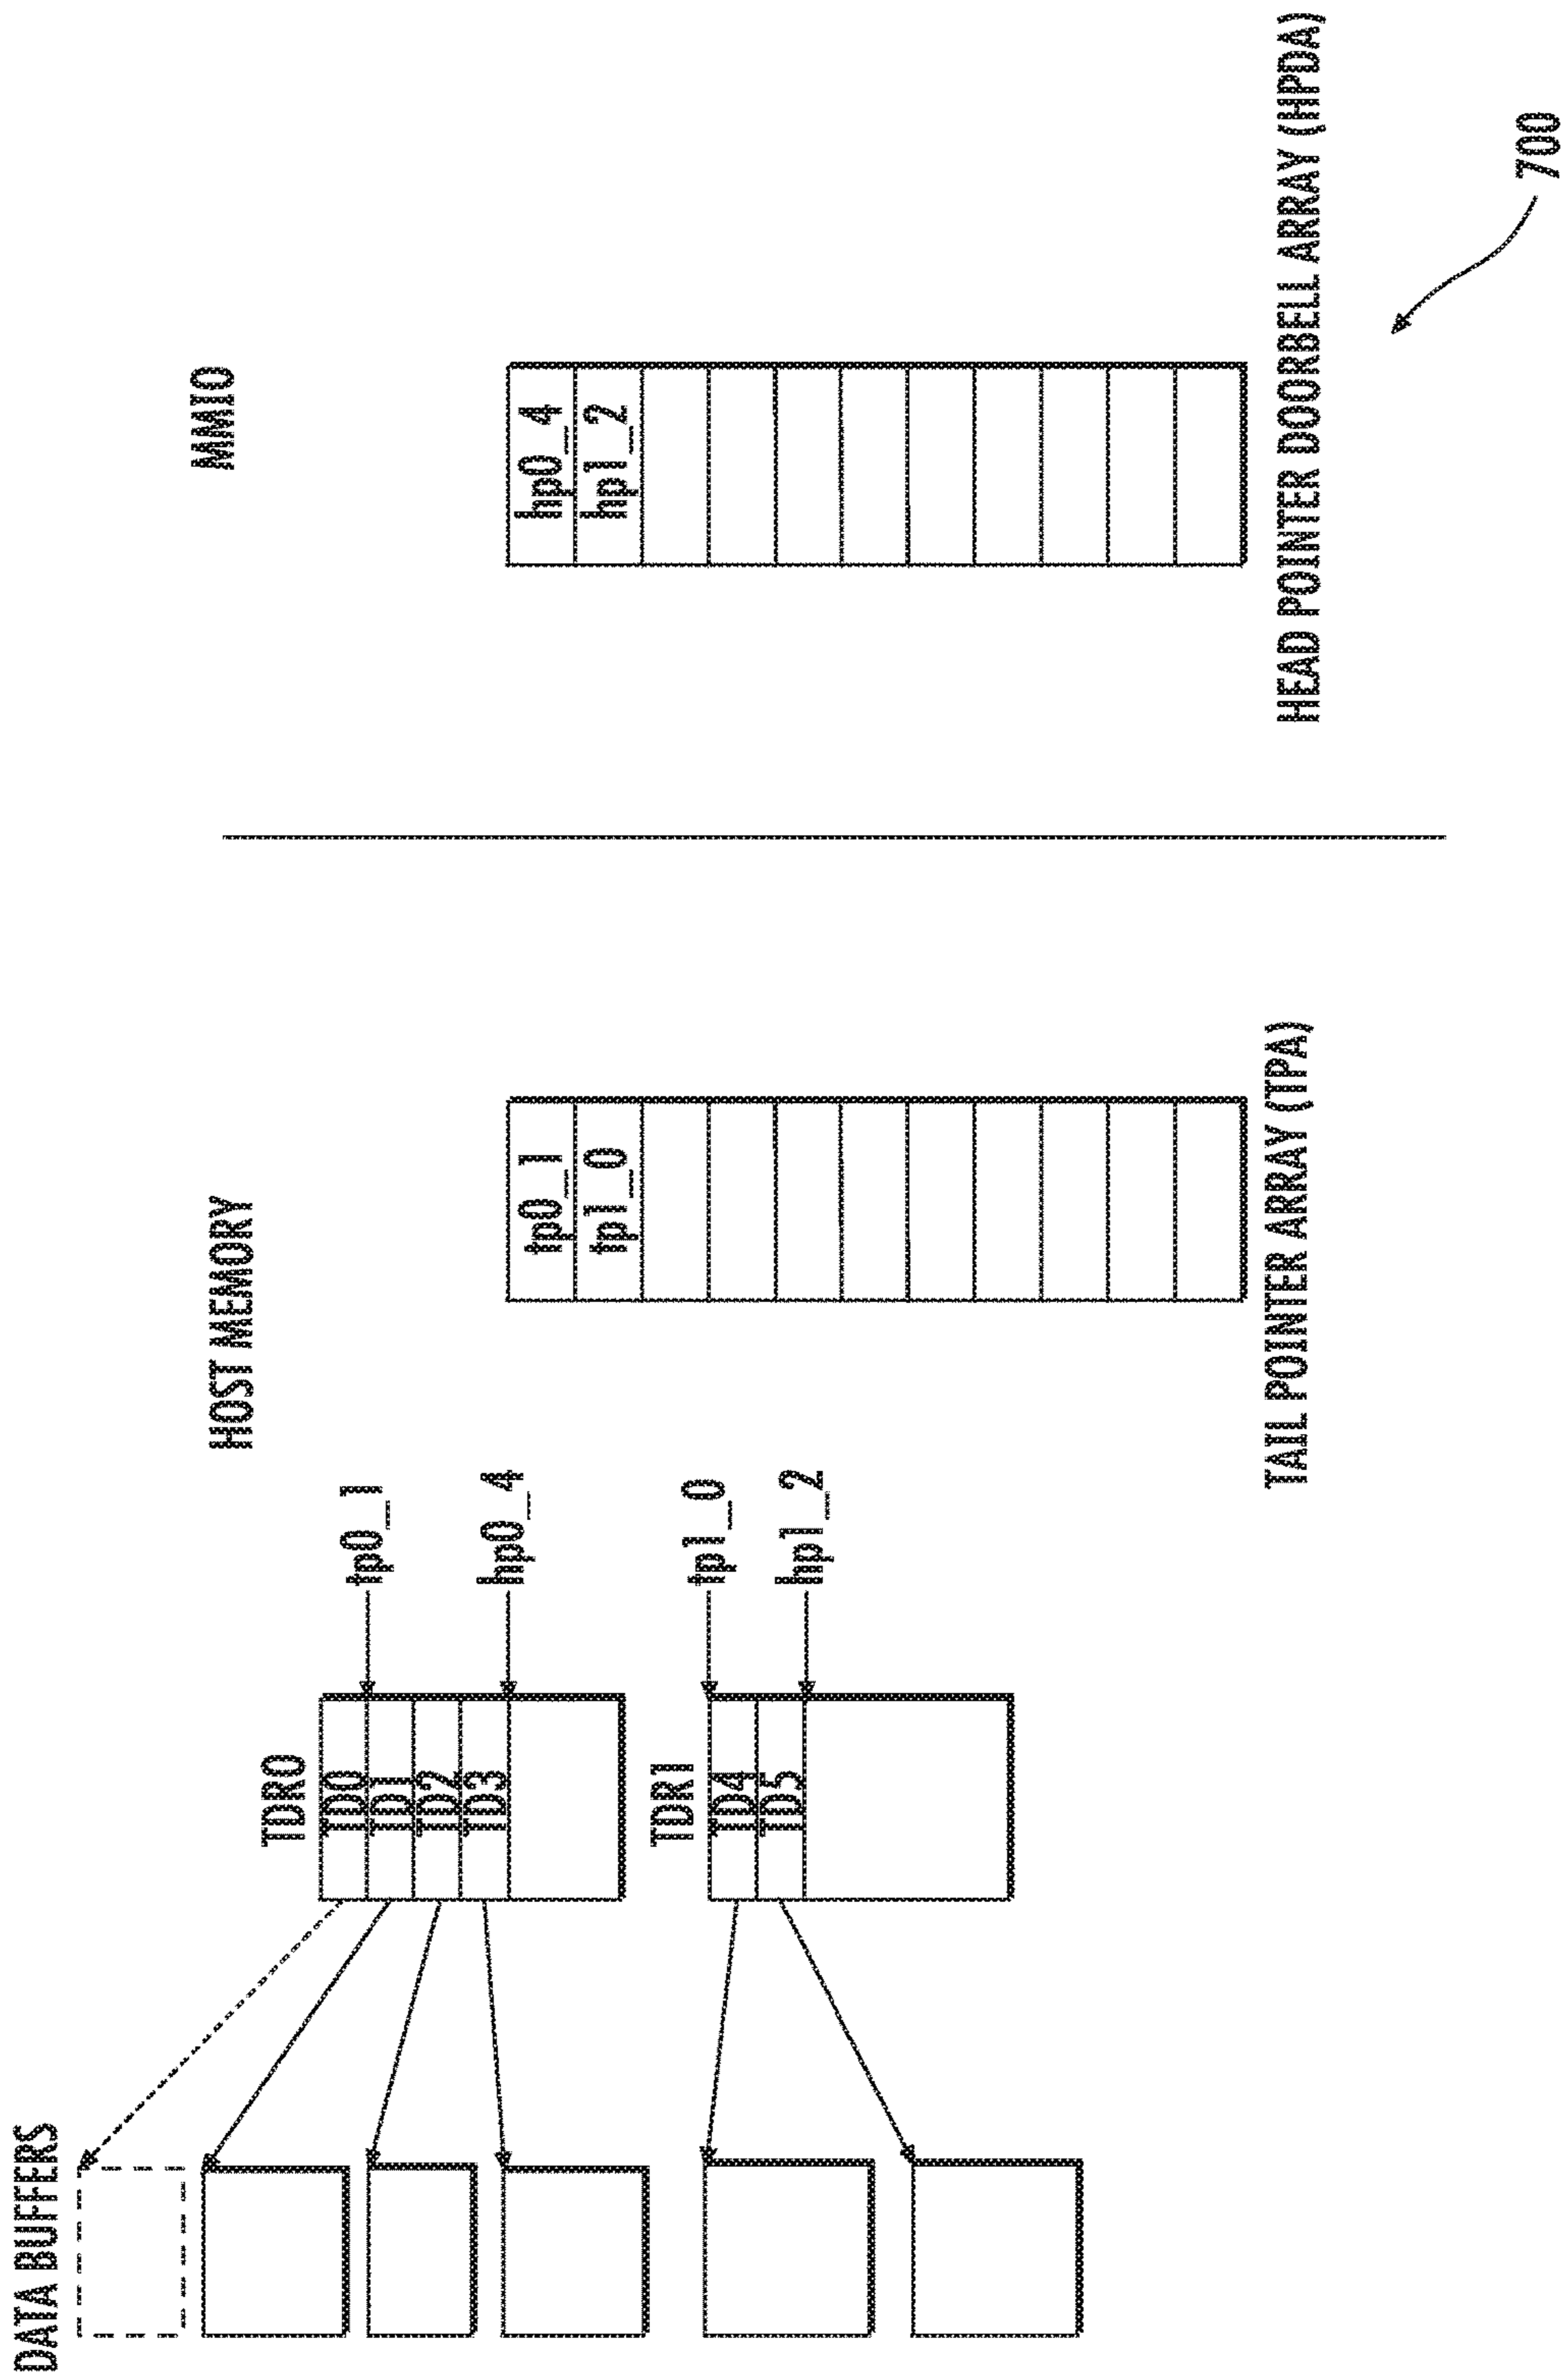 DATA BUFFERS
HOST MEMORY
MMIO
TDR0
TD0
TD1
TD2
TD3
tp0_1
hp0_4
TDR1
TD4
TD5
tp1_0
hp1_2
tp0_1
tp1_0
TAIL POINTER ARRAY (TPA)
hp0_4
hp1_2
HEAD POINTER DOORBELL ARRAY (HPDA)
700